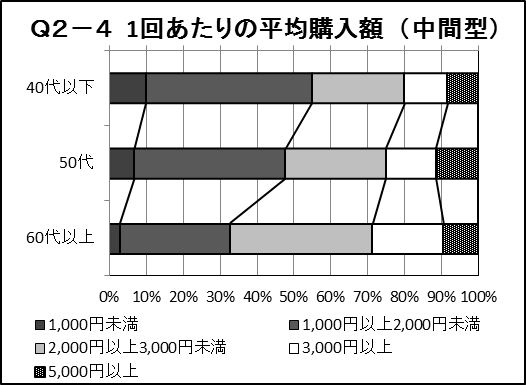 Q2－4 1回あたりの平均購入額（中間型）
40代以下
50代
60代以上
0% 10% 20% 30% 40% 50% 60% 70% 80% 90% 100%
1,000円未満 1,000円以上2,000円未満
2,000円以上3,000円未満 3,000円以上
5,000円以上